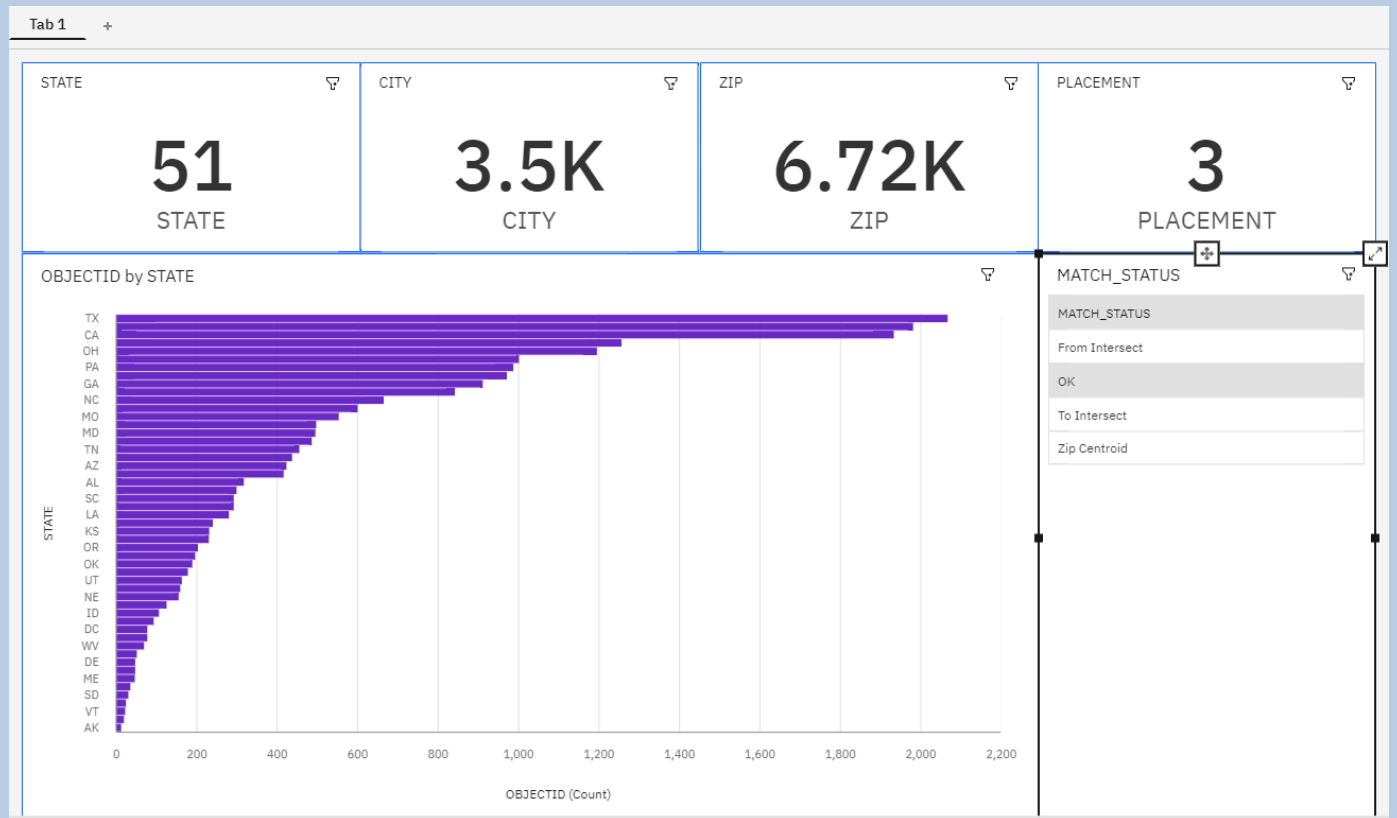 Tab 1 +
STATE
51
STATE
CITY
3.5K
CITY
ZIP
6.72K
ZIP
PLACEMENT
3
PLACEMENT
OBJECTID by STATE
STATE
TX
CA
OH
PA
GA
NC
MO
MD
TN
AZ
AL
SC
LA
KS
OR
OK
UT
NE
ID
DC
WV
DE
ME
SD
VT
AK
0 200 400 600 800 1,000 1,200 1,400 1,600 1,800 2,000 2,200
OBJECTID (Count)
MATCH_STATUS
MATCH_STATUS
From Intersect
OK
To Intersect
Zip Centroid